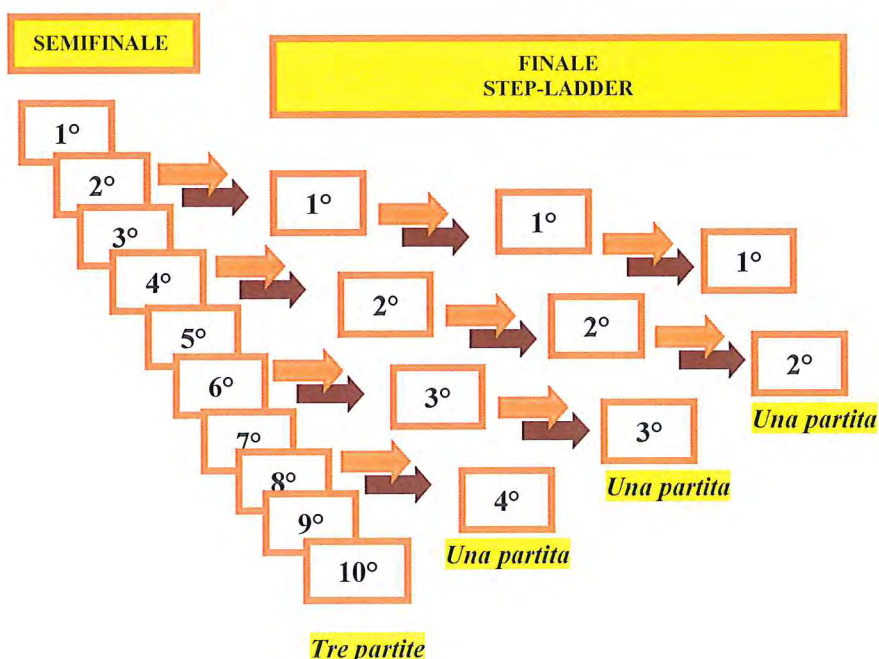 SEMIFINALE
FINALE
STEP-LADDER
1°
2°
3°
4°
5°
6°
7°
8°
9°
10°
Tre partite
1°
2°
3°
4°
Una partita
1°
2°
3°
Una partita
1°
2°
Una partita